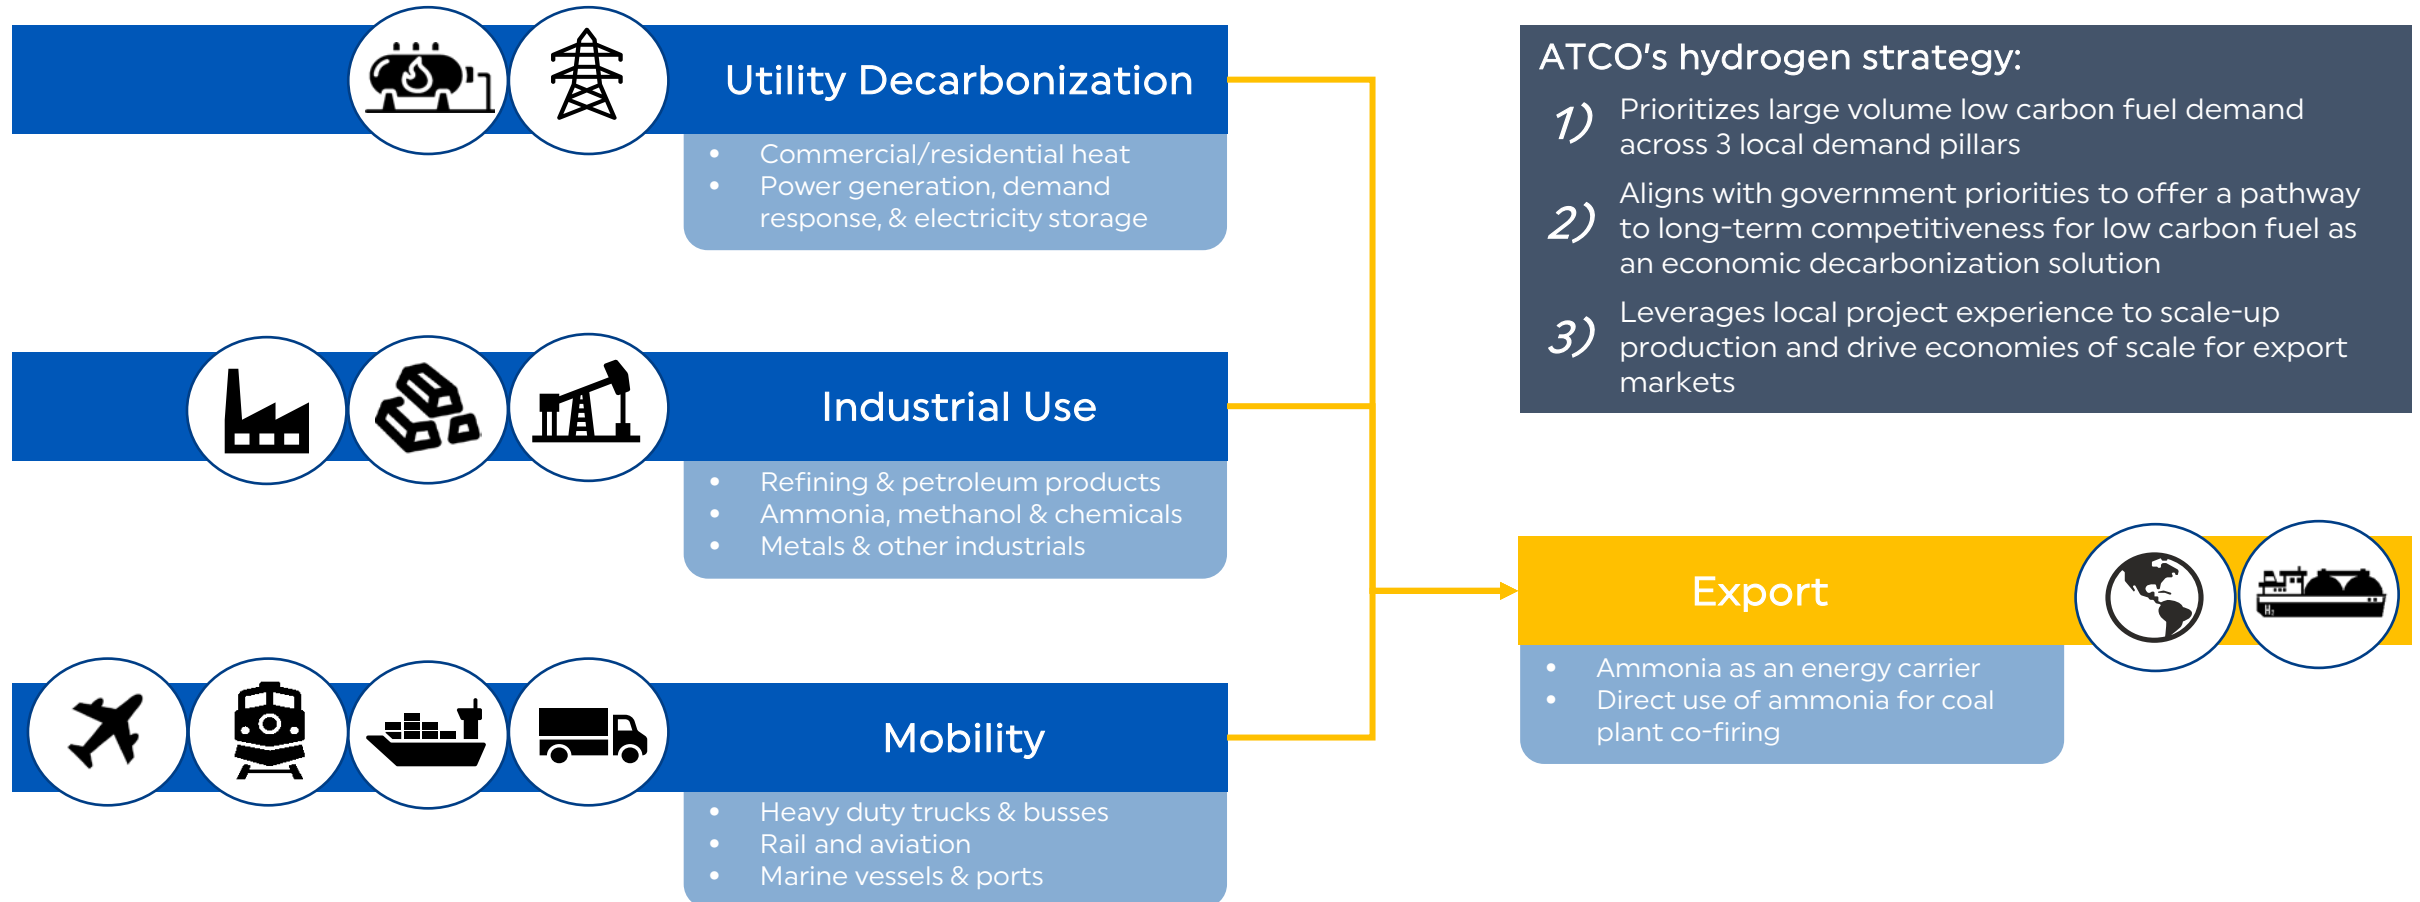 Utility Decarbonization
• Commercial/residential heat
• Power generation, demand
response, & electricity storage
Industrial Use
• Refining & petroleum products
• Ammonia, methanol & chemicals
• Metals & other industrials
Mobility
• Heavy duty trucks & busses
• Rail and aviation
• Marine vessels & ports
ATCO's hydrogen strategy:
1) Prioritizes large volume low carbon fuel demand
across 3 local demand pillars
2) Aligns with government priorities to offer a pathway
to long-term competitiveness for low carbon fuel as
an economic decarbonization solution
3) Leverages local project experience to scale-up
production and drive economies of scale for export
markets
Export
H₂
• Ammonia as an energy carrier
• Direct use of ammonia for coal
plant co-firing